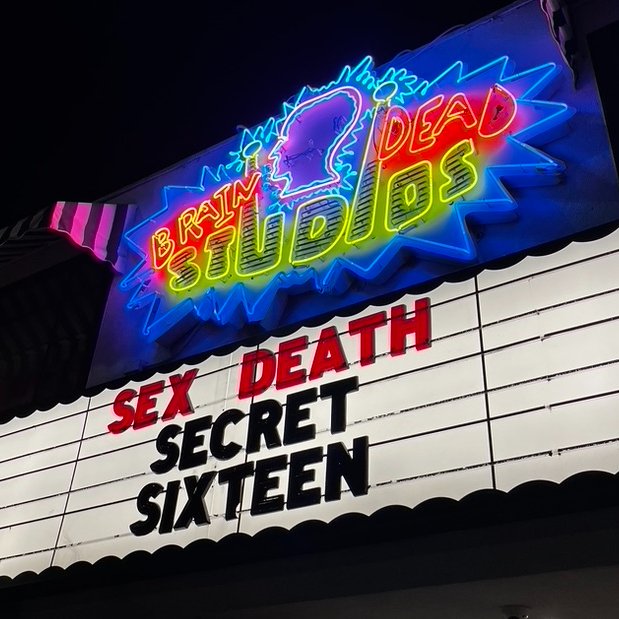 BRAIN DEAD
STUDIOS
SEX DEATH
SECRET
SIXTEEN